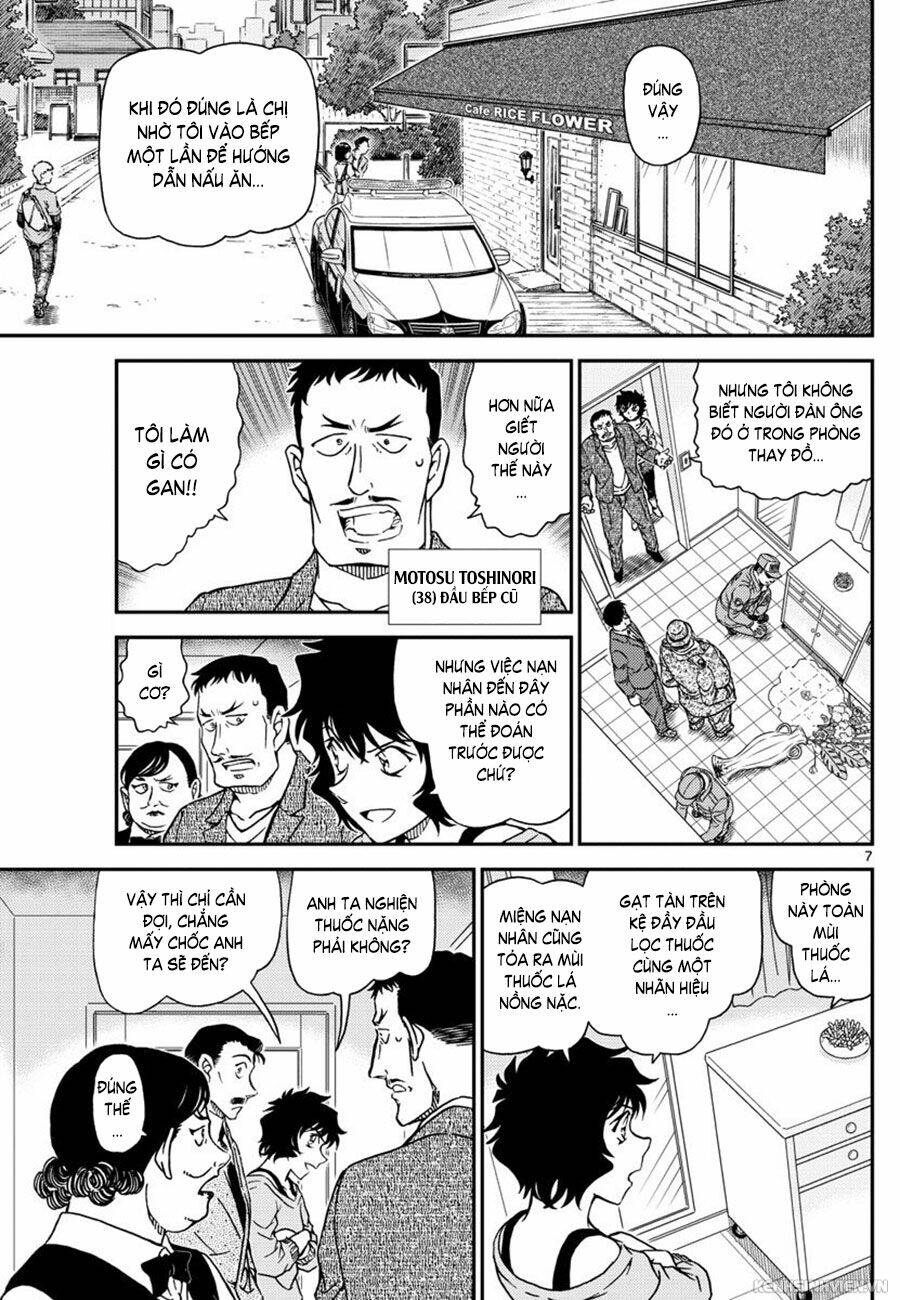 ĐÚNG
VẬY
...
Cafe RICE FLOWER
KHI ĐÓ ĐÚNG LÀ CHỊ
NHỜ TÔI VÀO BẾP
MỘT LẦN ĐỂ HƯỚNG
DẪN NẤU ĂN...
NHƯNG TÔI KHÔNG
BIẾT NGƯỜI ĐÀN ÔNG
ĐÓ Ở TRONG PHÒNG
THAY ĐỒ...
HƠN NỮA
GIẾT
NGƯỜI
THẾ NÀY
...
TÔI LÀM
GÌ CÓ
GAN!!
MOTOSU TOSHINORI
(38) ĐẦU BẾP CŨ
NHƯNG VIỆC NẠN
NHÂN ĐẾN ĐÂY
PHẦN NÀO CÓ
THỂ ĐOÁN
TRƯỚC ĐƯỢC
CHỨ?
GÌ
CƠ?
7
PHÒNG
NÀY TOÀN
MÙI
THUỐC
LÁ...
GẠT TÀN TRÊN
KỆ ĐẦY ĐẦU
LỌC THUỐC
CÙNG MỘT
NHÃN HIỆU
...
MIỆNG NẠN
NHÂN CŨNG
TỎA RA MÙI
THUỐC LÁ
NỒNG NẶC.
ANH TA NGHIỆN
THUỐC NẶNG
PHẢI KHÔNG?
VẬY THÌ CHỈ CẦN
ĐỢI, CHẲNG
MẤY CHỐC ANH
TA SẼ ĐẾN?
ĐÚNG
THẾ
...
KENHSINHVIEN.VN